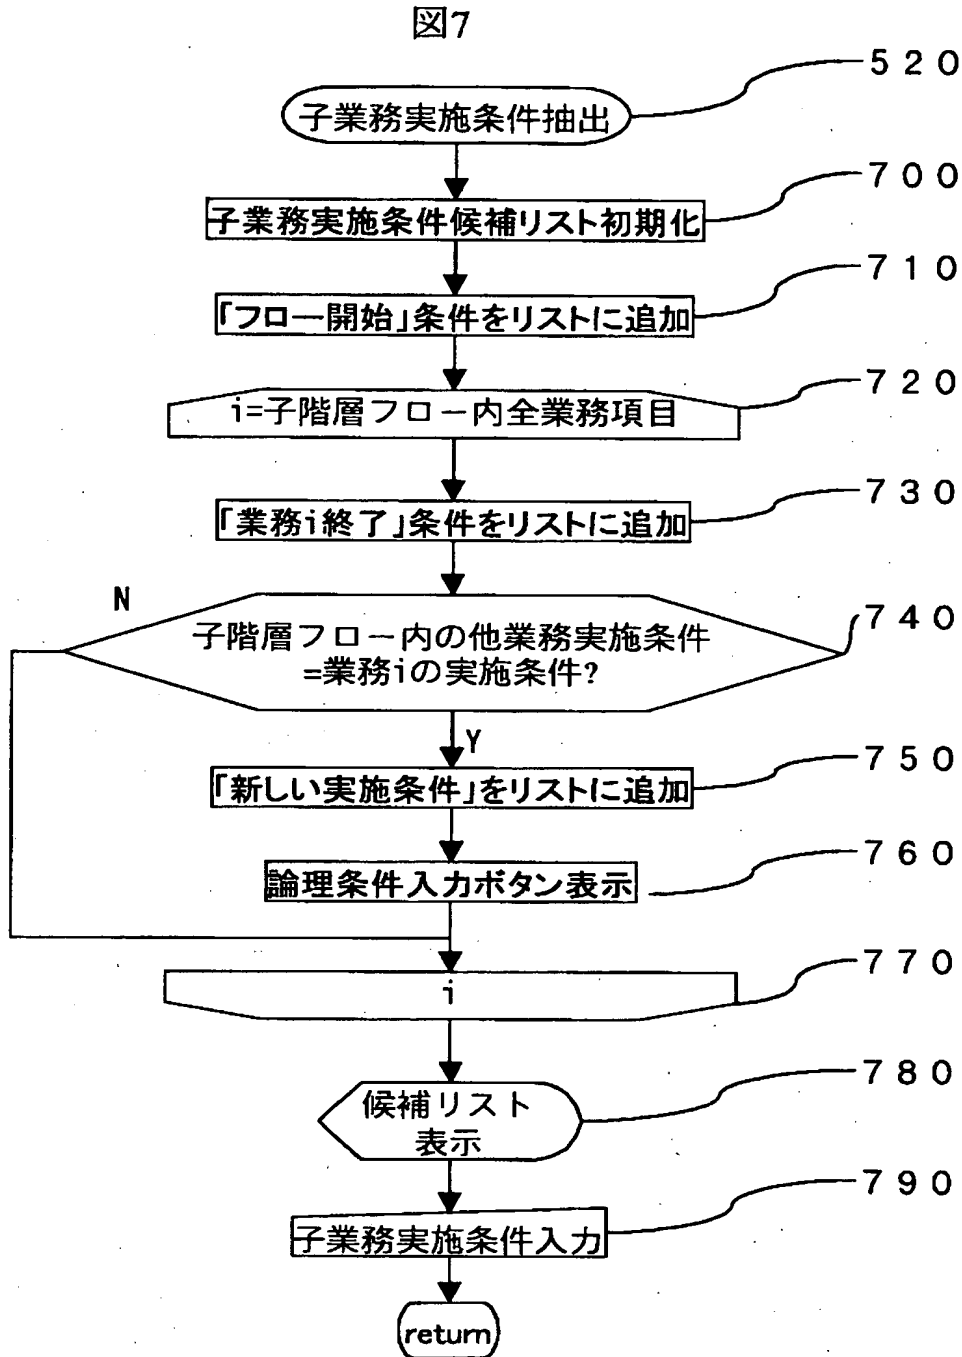 図7
520
子業務実施条件抽出
700
子業務実施条件候補リスト初期化
710
「フロー開始」条件をリストに追加
720
i=子階層フロー内全業務項目
730
「業務i終了」条件をリストに追加
N
740
子階層フロー内の他業務実施条件
=業務iの実施条件?
Y
750
「新しい実施条件」をリストに追加
760
論理条件入力ボタン表示
770
i
780
候補リスト
表示
790
子業務実施条件入力
return